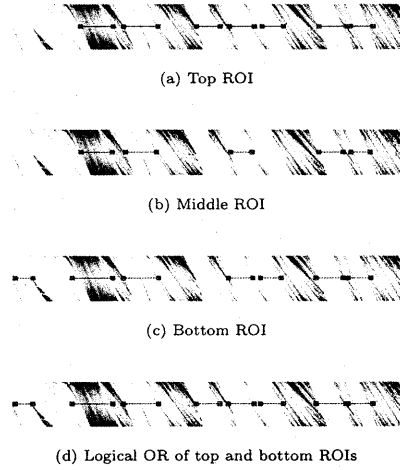 (a) Top ROI
(b) Middle ROI
(c) Bottom ROI
(d) Logical OR of top and bottom ROIs